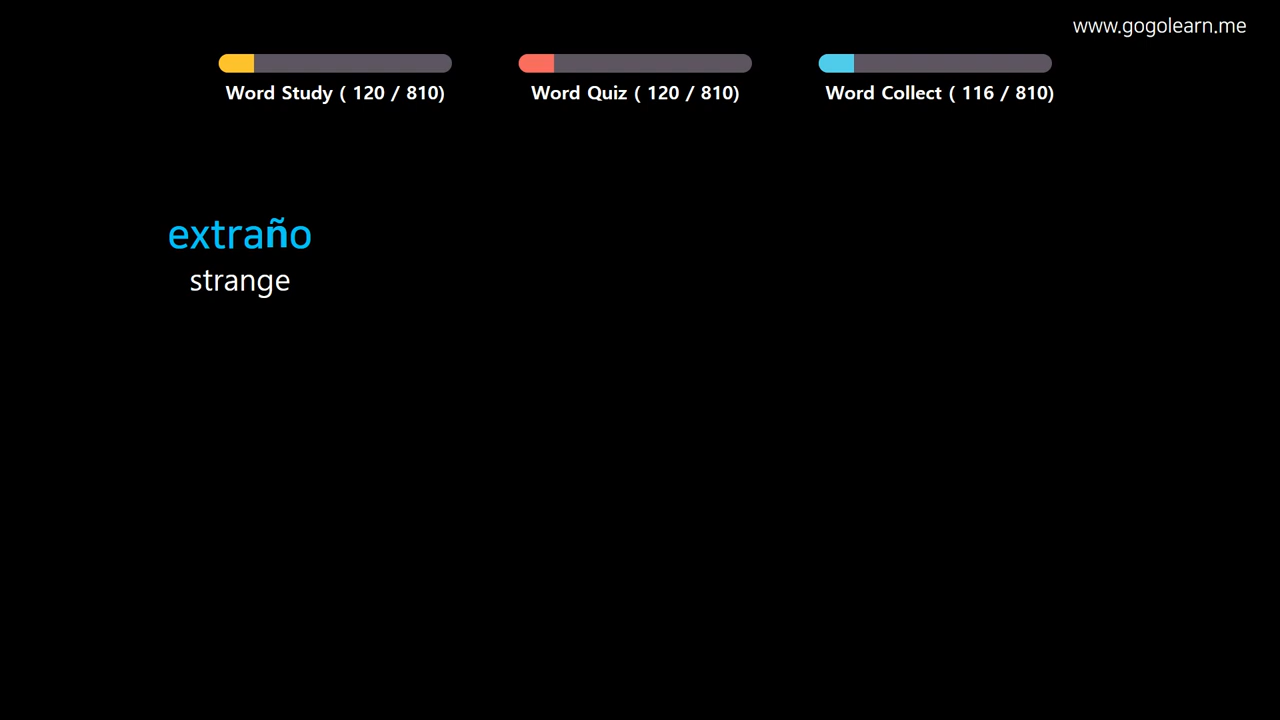 www.gogolearn.me
Word Study ( 120 / 810)
Word Quiz ( 120 / 810)
Word Collect ( 116 / 810)
extraño
strange